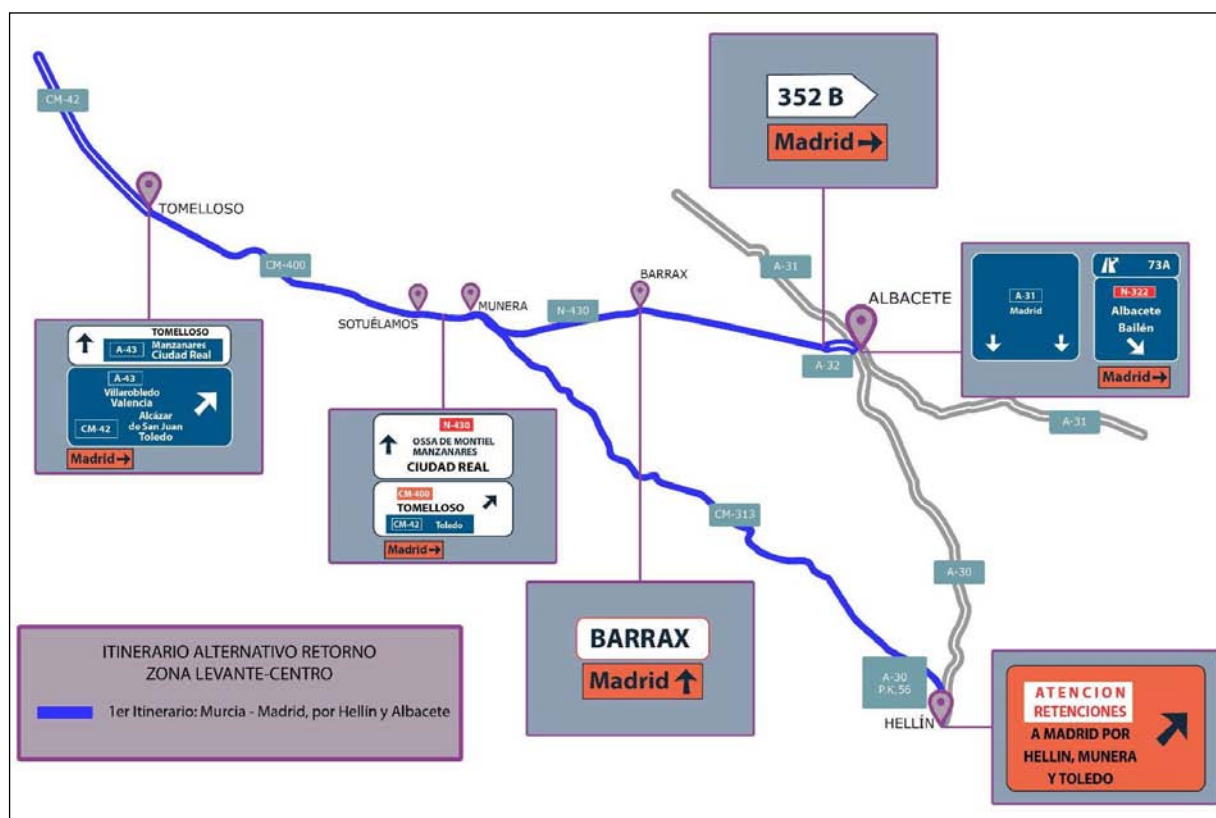 CM-42
TOMELLOSO
CM-400
SOTUÉLAMOS
MUNERA
N-430
BARRAX
352 B
Madrid
A-31
ALBACETE
A-32
A-31
Madrid
73A
N-322
Albacete
Bailén
Madrid
A-31
TOMELLOSO
A-43 Manzanares
Ciudad Real
A-43
Villarobledo
Valencia
CM-42 Alcázar
de San Juan
Toledo
Madrid
N-430
OSSA DE MONTIEL
MANZANARES
CIUDAD REAL
CM-400
TOMELLOSO
CM-42 Toledo
Madrid
CM-313
A-30
BARRAX
Madrid
A-30
P.K.56
HELLÍN
ATENCION
RETENCIONES
A MADRID POR
HELLIN, MUNERA
Y TOLEDO
ITINERARIO ALTERNATIVO RETORNO
ZONA LEVANTE-CENTRO
1er Itinerario: Murcia - Madrid, por Hellín y Albacete